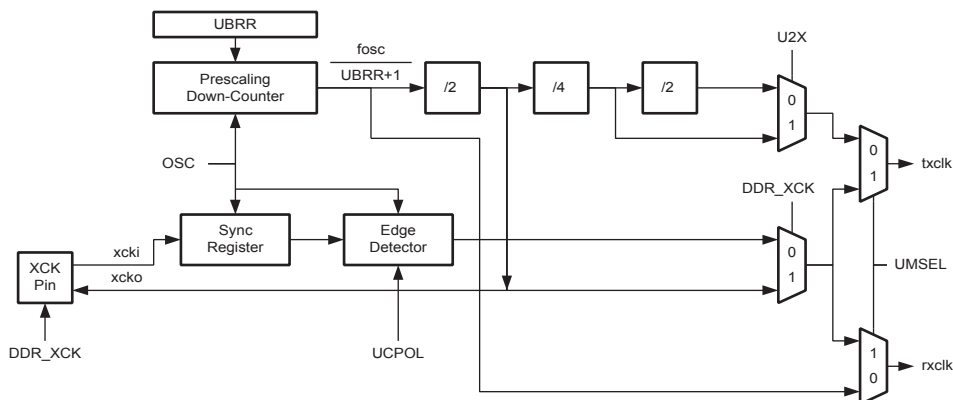 UBRR
U2X
fosc
UBRR+1
Prescaling
Down-Counter
/2
/4
/2
0
1
OSC
0
1
txclk
DDR_XCK
Sync
Register
Edge
Detector
0
1
xcki
XCK
Pin
xcko
UMSEL
DDR_XCK
UCPOL
1
0
rxclk